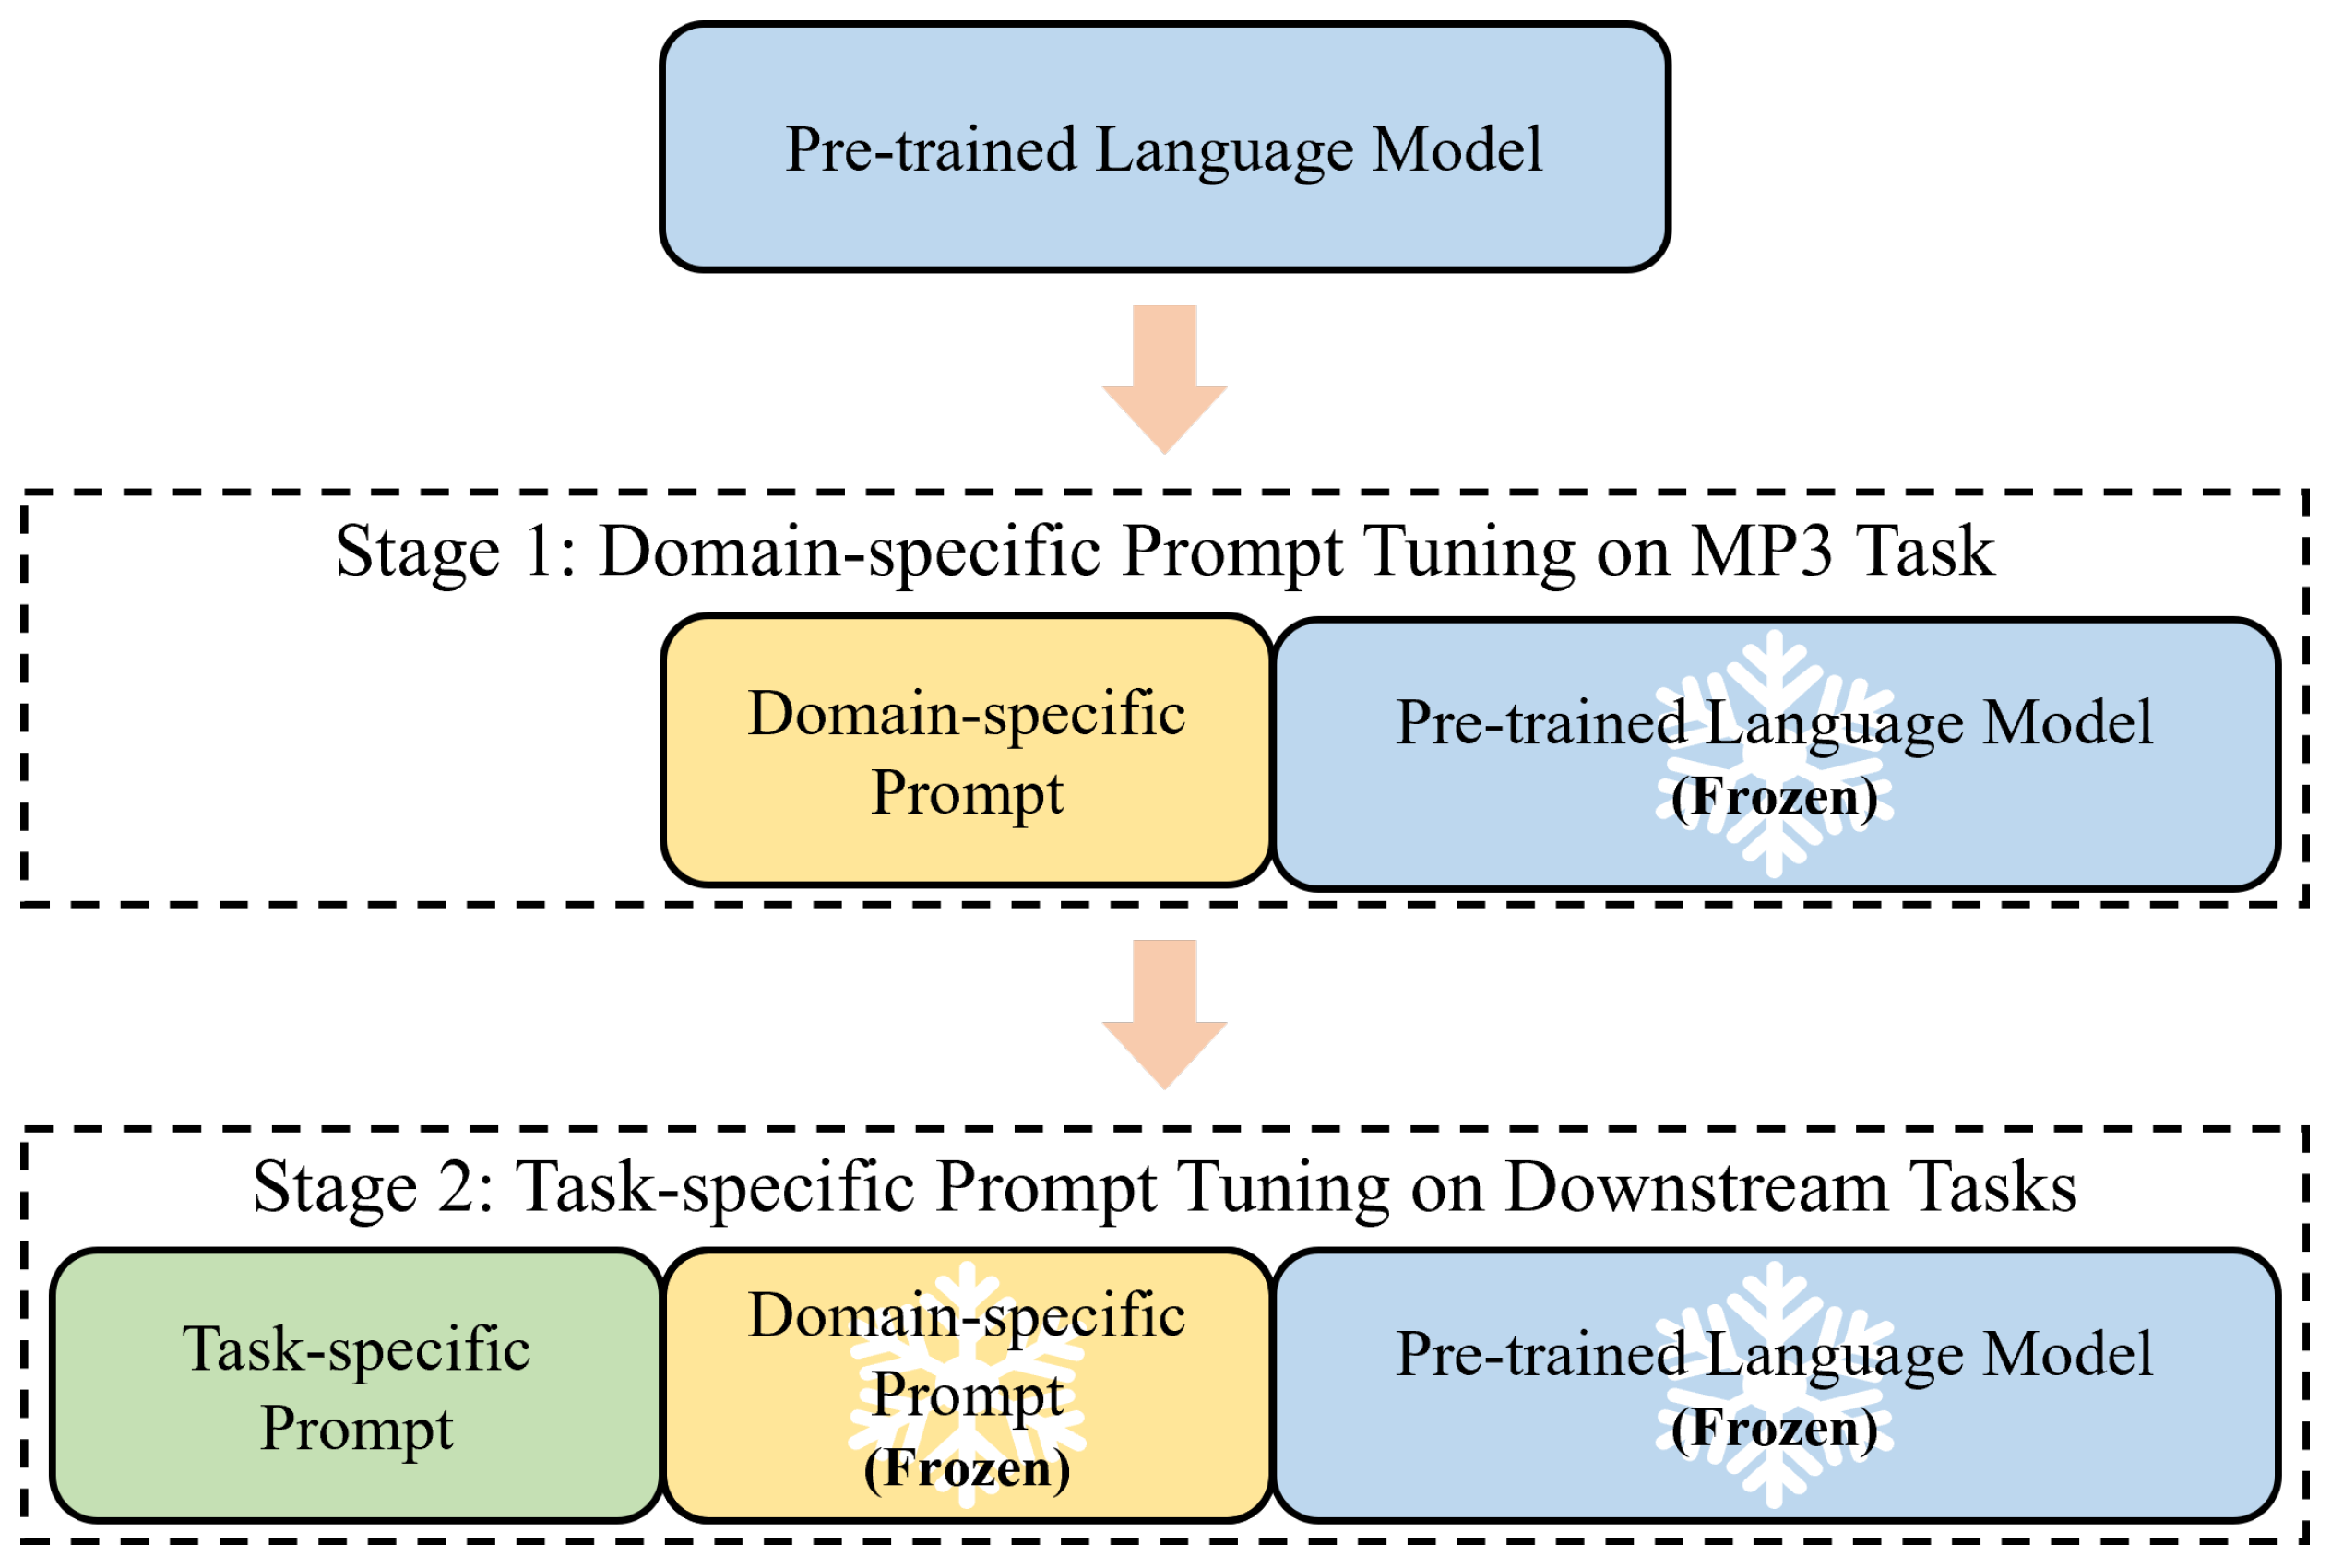 Pre-trained Language Model
Stage 1: Domain-specific Prompt Tuning on MP3 Task
Domain-specific
Prompt
Pre-trained Language Model
(Frozen)
Stage 2: Task-specific Prompt Tuning on Downstream Tasks
Task-specific
Prompt
Domain-specific
Prompt
(Frozen)
Pre-trained Language Model
(Frozen)